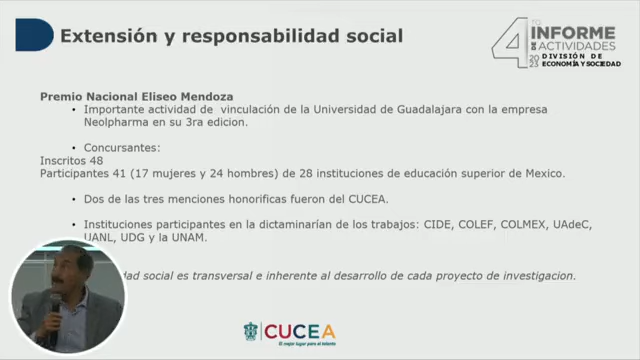 Extensión y responsabilidad social
4TO INFORME
DE ACTIVIDADES
2023 DIVISIÓN DE
ECONOMÍA Y SOCIEDAD
Premio Nacional Eliseo Mendoza
• Importante actividad de vinculación de la Universidad de Guadalajara con la empresa
Neolpharma en su 3ra edicion.
• Concursantes:
Inscritos 48
Participantes 41 (17 mujeres y 24 hombres) de 28 instituciones de educación superior de Mexico.
• Dos de las tres menciones honorificas fueron del CUCEA.
• Instituciones participantes en la dictaminarían de los trabajos: CIDE, COLEF, COLMEX, UAdeC,
UANL, UDG y la UNAM.
social es transversal e inherente al desarrollo de cada proyecto de investigacion.
CUCEA
El mejor lugar para el talento